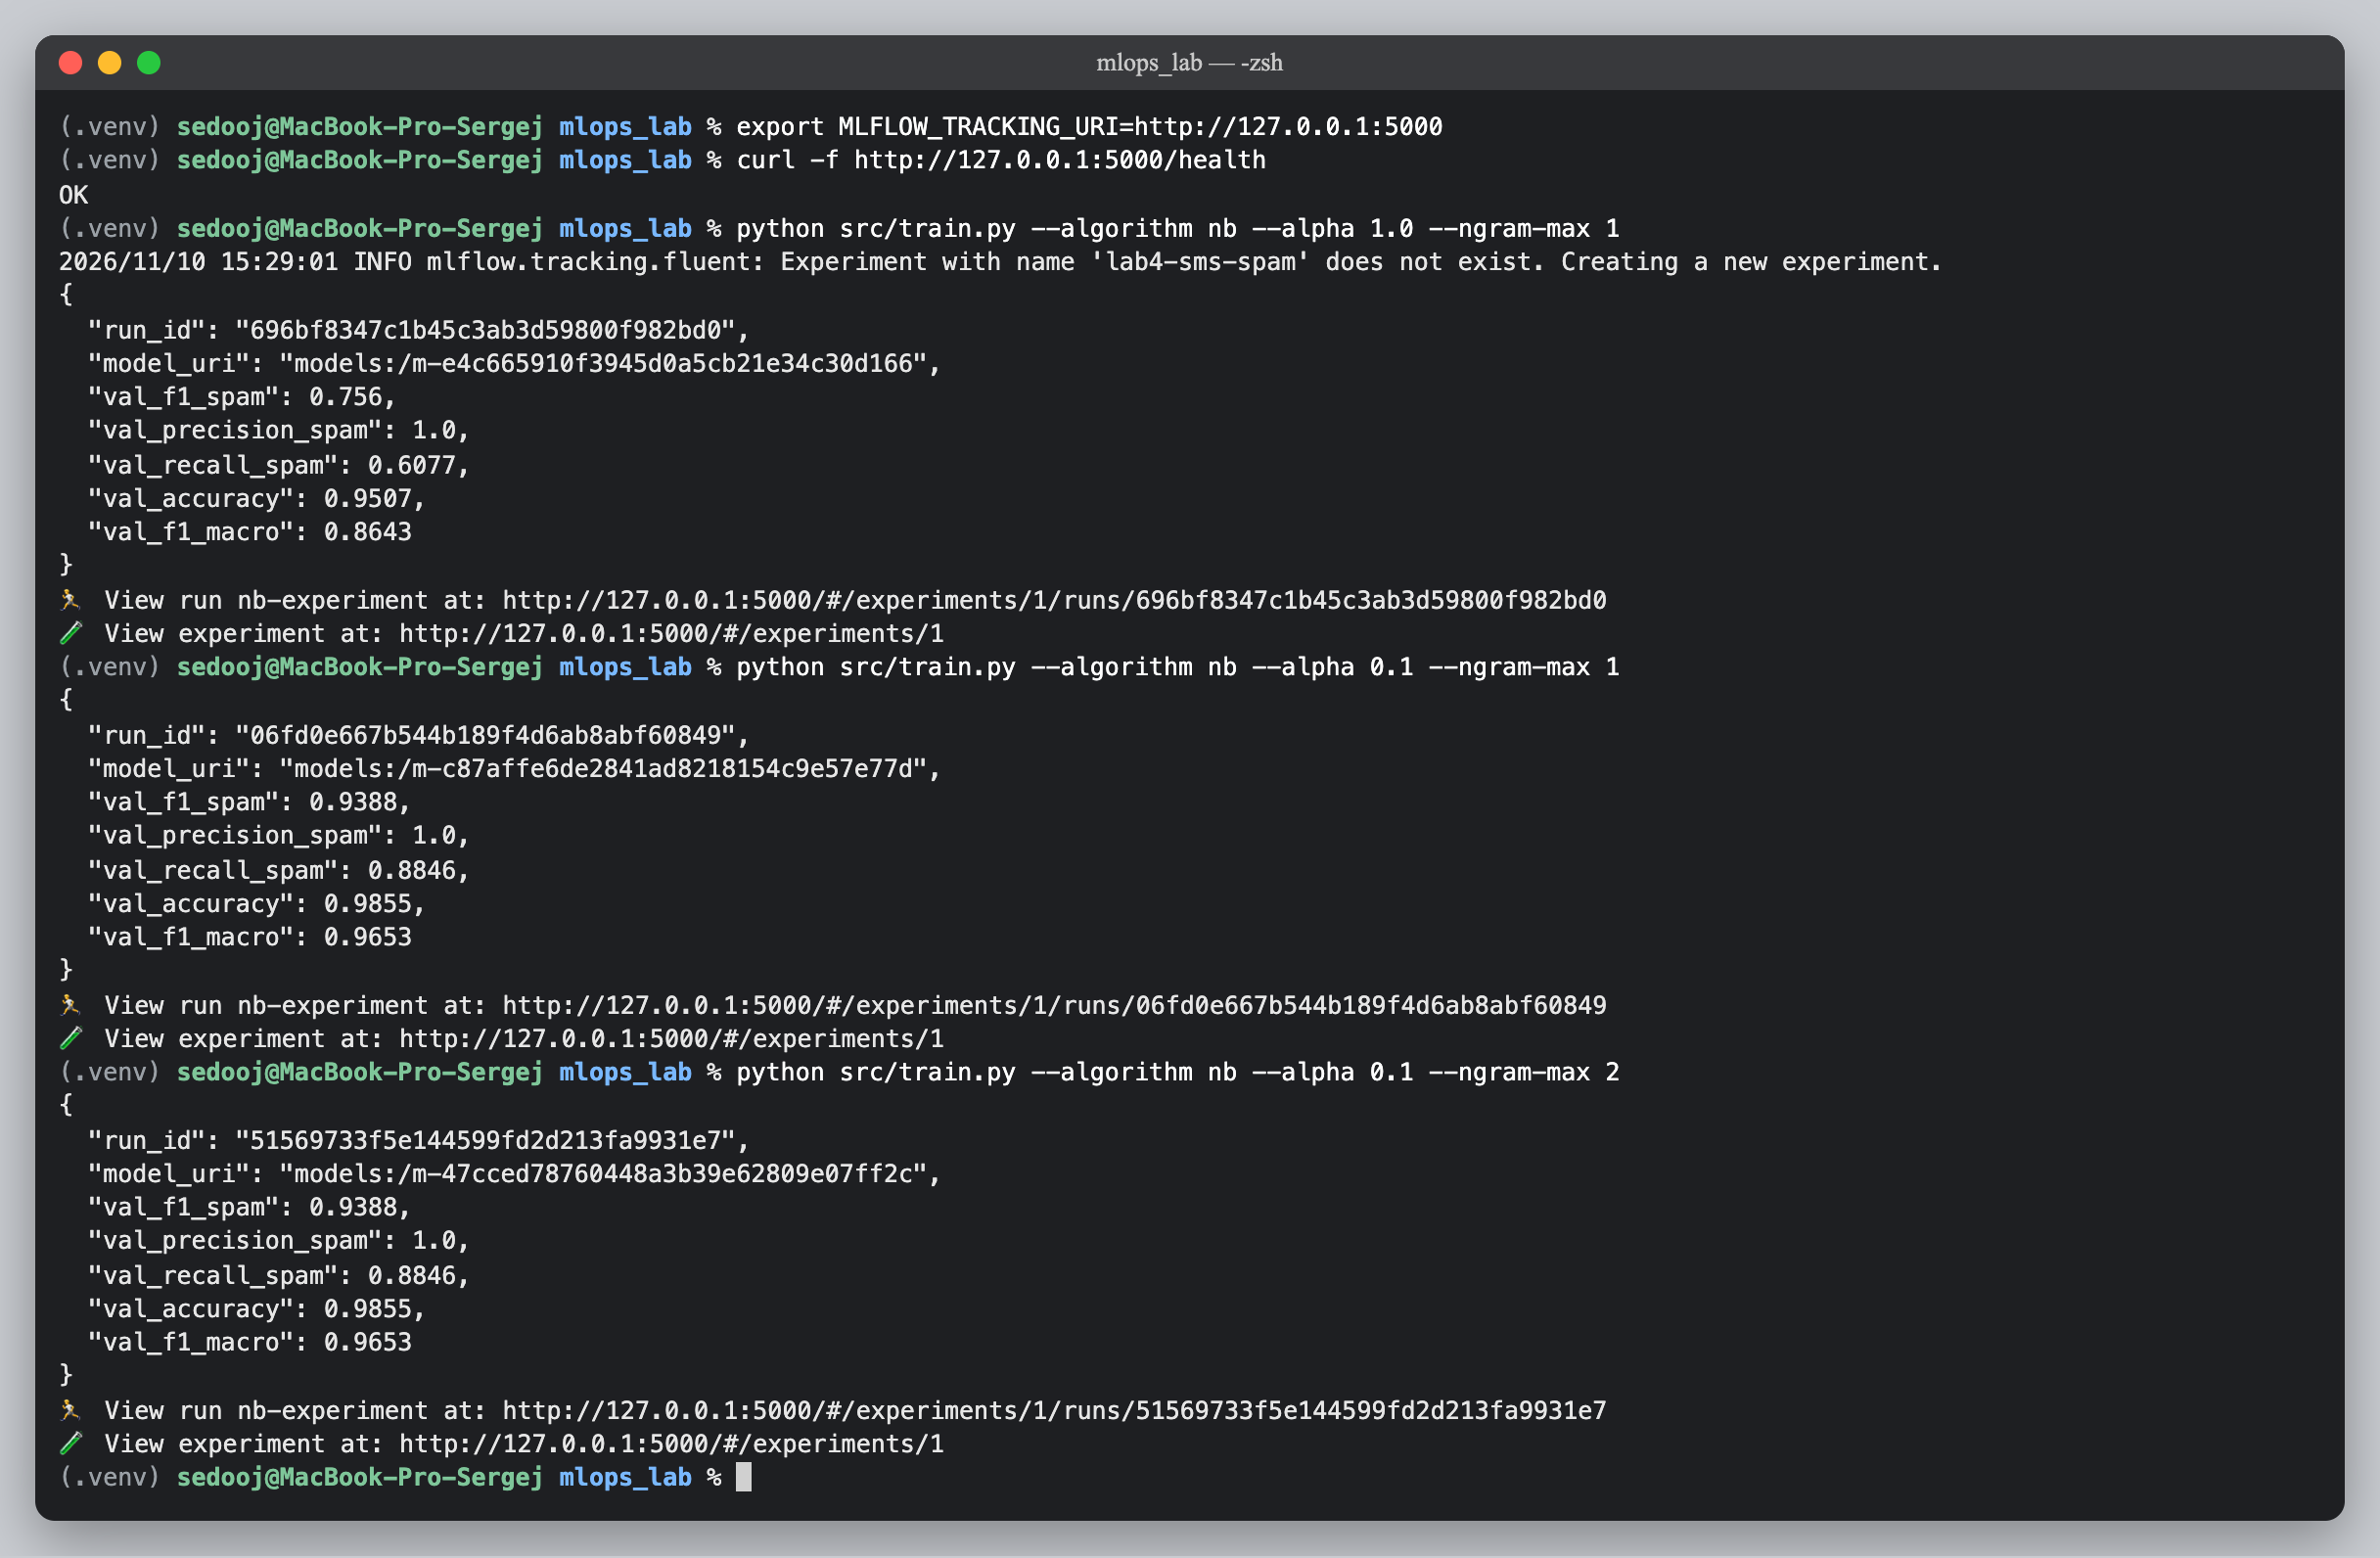 mlops_lab — -zsh
(.venv) sedooj@MacBook-Pro-Sergej mlops_lab % export MLFLOW_TRACKING_URI=http://127.0.0.1:5000
(.venv) sedooj@MacBook-Pro-Sergej mlops_lab % curl -f http://127.0.0.1:5000/health
OK
(.venv) sedooj@MacBook-Pro-Sergej mlops_lab % python src/train.py --algorithm nb --alpha 1.0 --ngram-max 1
2026/11/10 15:29:01 INFO mlflow.tracking.fluent: Experiment with name 'lab4-sms-spam' does not exist. Creating a new experiment.
{
  "run_id": "696bf8347c1b45c3ab3d59800f982bd0",
  "model_uri": "models:/m-e4c665910f3945d0a5cb21e34c30d166",
  "val_f1_spam": 0.756,
  "val_precision_spam": 1.0,
  "val_recall_spam": 0.6077,
  "val_accuracy": 0.9507,
  "val_f1_macro": 0.8643
}
🏃 View run nb-experiment at: http://127.0.0.1:5000/#/experiments/1/runs/696bf8347c1b45c3ab3d59800f982bd0
🧪 View experiment at: http://127.0.0.1:5000/#/experiments/1
(.venv) sedooj@MacBook-Pro-Sergej mlops_lab % python src/train.py --algorithm nb --alpha 0.1 --ngram-max 1
{
  "run_id": "06fd0e667b544b189f4d6ab8abf60849",
  "model_uri": "models:/m-c87affe6de2841ad8218154c9e57e77d",
  "val_f1_spam": 0.9388,
  "val_precision_spam": 1.0,
  "val_recall_spam": 0.8846,
  "val_accuracy": 0.9855,
  "val_f1_macro": 0.9653
}
🏃 View run nb-experiment at: http://127.0.0.1:5000/#/experiments/1/runs/06fd0e667b544b189f4d6ab8abf60849
🧪 View experiment at: http://127.0.0.1:5000/#/experiments/1
(.venv) sedooj@MacBook-Pro-Sergej mlops_lab % python src/train.py --algorithm nb --alpha 0.1 --ngram-max 2
{
  "run_id": "51569733f5e144599fd2d213fa9931e7",
  "model_uri": "models:/m-47cced78760448a3b39e62809e07ff2c",
  "val_f1_spam": 0.9388,
  "val_precision_spam": 1.0,
  "val_recall_spam": 0.8846,
  "val_accuracy": 0.9855,
  "val_f1_macro": 0.9653
}
🏃 View run nb-experiment at: http://127.0.0.1:5000/#/experiments/1/runs/51569733f5e144599fd2d213fa9931e7
🧪 View experiment at: http://127.0.0.1:5000/#/experiments/1
(.venv) sedooj@MacBook-Pro-Sergej mlops_lab %